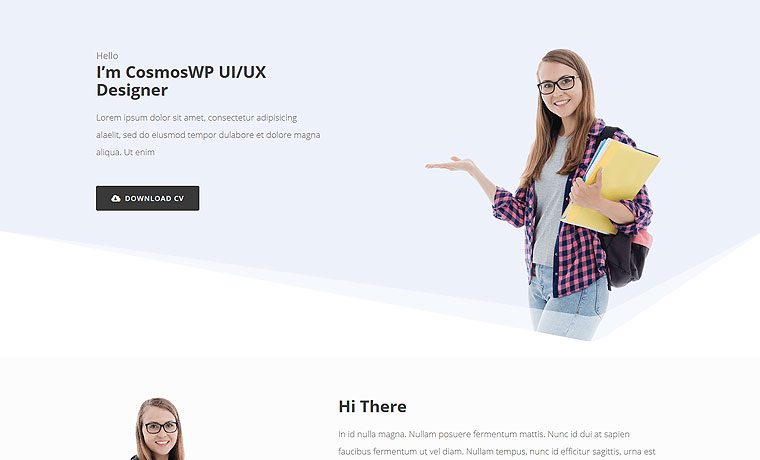 Hello
I'm CosmosWP UI/UX
Designer
Lorem ipsum dolor sit amet, consectetur adipisicing
alaelit, sed do eiusmod tempor dulabore et dolore magna
aliqua. Ut enim
DOWNLOAD CV
Hi There
In id nulla magna. Nullam posuere fermentum mattis. Nunc id dui at sapien
faucibus fermentum ut vel diam. Nullam tempus, nunc id efficitur sagittis, urna est